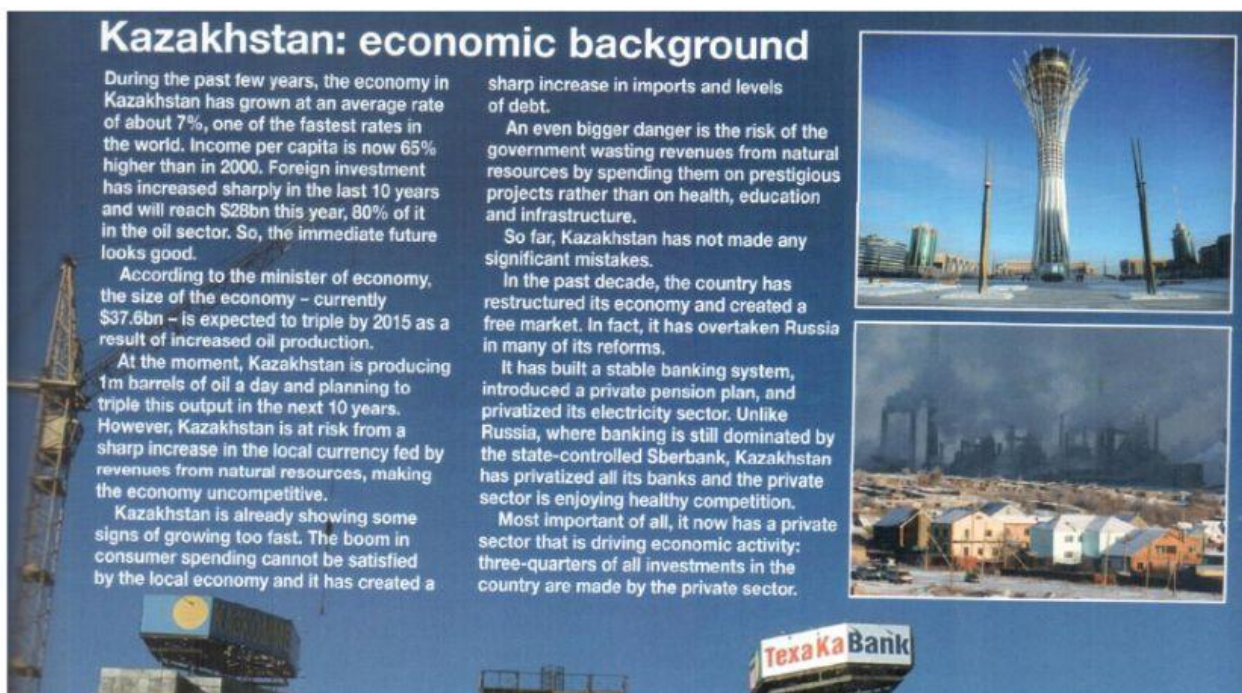 Kazakhstan: economic background
During the past few years, the economy in
Kazakhstan has grown at an average rate
of about 7%, one of the fastest rates in
the world. Income per capita is now 65%
higher than in 2000. Foreign investment
has increased sharply in the last 10 years
and will reach $28bn this year, 80% of it
in the oil sector. So, the immediate future
looks good.
According to the minister of economy,
the size of the economy – currently
$37.6bn – is expected to triple by 2015 as a
result of increased oil production.
At the moment, Kazakhstan is producing
1m barrels of oil a day and planning to
triple this output in the next 10 years.
However, Kazakhstan is at risk from a
sharp increase in the local currency fed by
revenues from natural resources, making
the economy uncompetitive.
Kazakhstan is already showing some
signs of growing too fast. The boom in
consumer spending cannot be satisfied
by the local economy and it has created a
sharp increase in imports and levels
of debt.
An even bigger danger is the risk of the
government wasting revenues from natural
resources by spending them on prestigious
projects rather than on health, education
and infrastructure.
So far, Kazakhstan has not made any
significant mistakes.
In the past decade, the country has
restructured its economy and created a
free market. In fact, it has overtaken Russia
in many of its reforms.
It has built a stable banking system,
introduced a private pension plan, and
privatized its electricity sector. Unlike
Russia, where banking is still dominated by
the state-controlled Sberbank, Kazakhstan
has privatized all its banks and the private
sector is enjoying healthy competition.
Most important of all, it now has a private
sector that is driving economic activity:
three-quarters of all investments in the
country are made by the private sector.
TexaKaBank